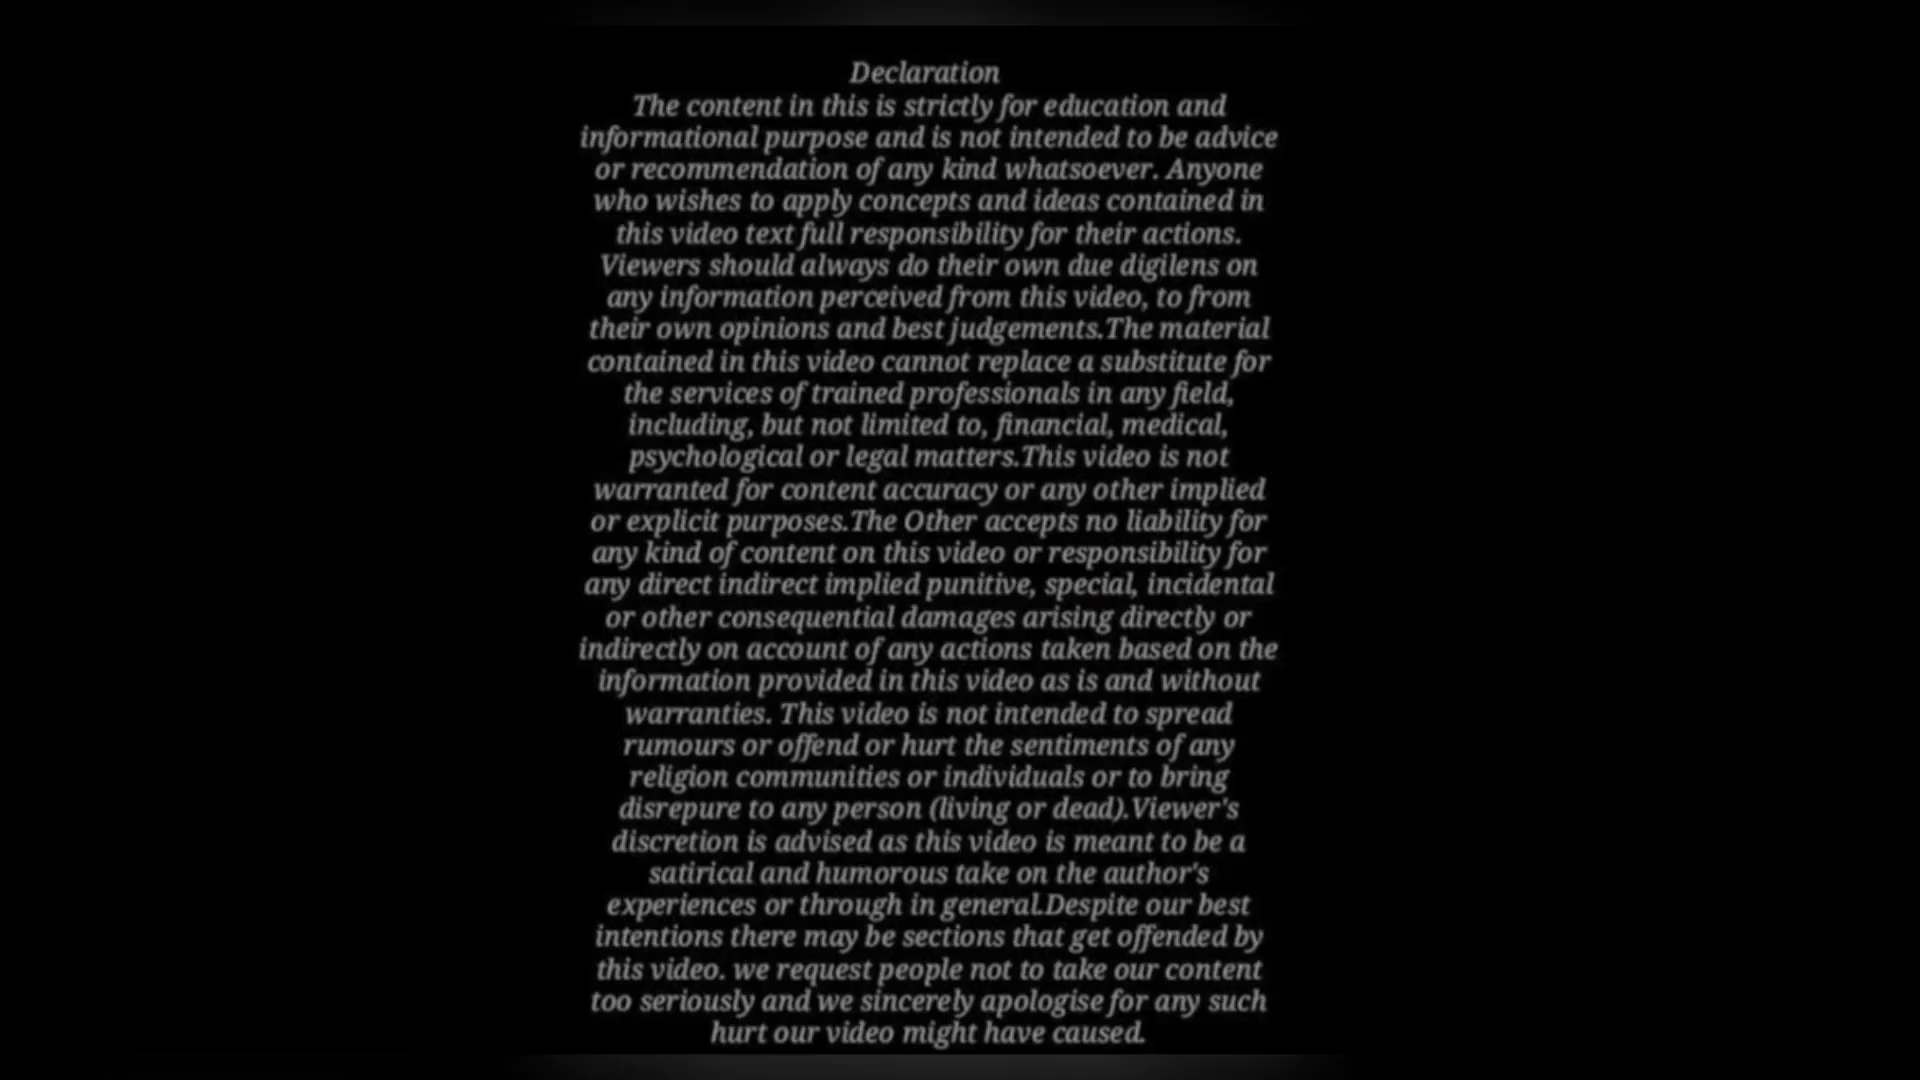 Declaration
The content in this is strictly for education and
informational purpose and is not intended to be advice
or recommendation of any kind whatsoever. Anyone
who wishes to apply concepts and ideas contained in
this video text full responsibility for their actions.
Viewers should always do their own due digilens on
any information perceived from this video, to from
their own opinions and best judgements.The material
contained in this video cannot replace a substitute for
the services of trained professionals in any field,
including, but not limited to, financial, medical,
psychological or legal matters.This video is not
warranted for content accuracy or any other implied
or explicit purposes.The Other accepts no liability for
any kind of content on this video or responsibility for
any direct indirect implied punitive, special, incidental
or other consequential damages arising directly or
indirectly on account of any actions taken based on the
information provided in this video as is and without
warranties. This video is not intended to spread
rumours or offend or hurt the sentiments of any
religion communities or individuals or to bring
disrepure to any person (living or dead).Viewer's
discretion is advised as this video is meant to be a
satirical and humorous take on the author's
experiences or through in general.Despite our best
intentions there may be sections that get offended by
this video. we request people not to take our content
too seriously and we sincerely apologise for any such
hurt our video might have caused.